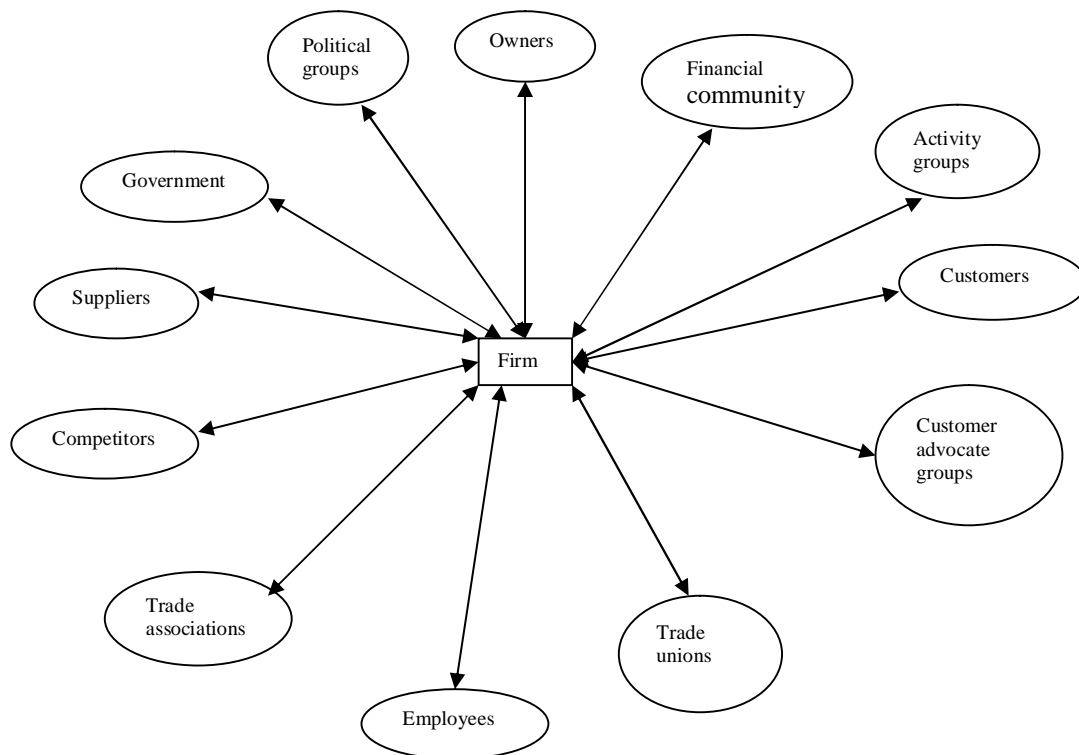 Political
groups
Owners
Financial
community
Activity
groups
Government
Customers
Suppliers
Firm
Competitors
Customer
advocate
groups
Trade
associations
Trade
unions
Employees